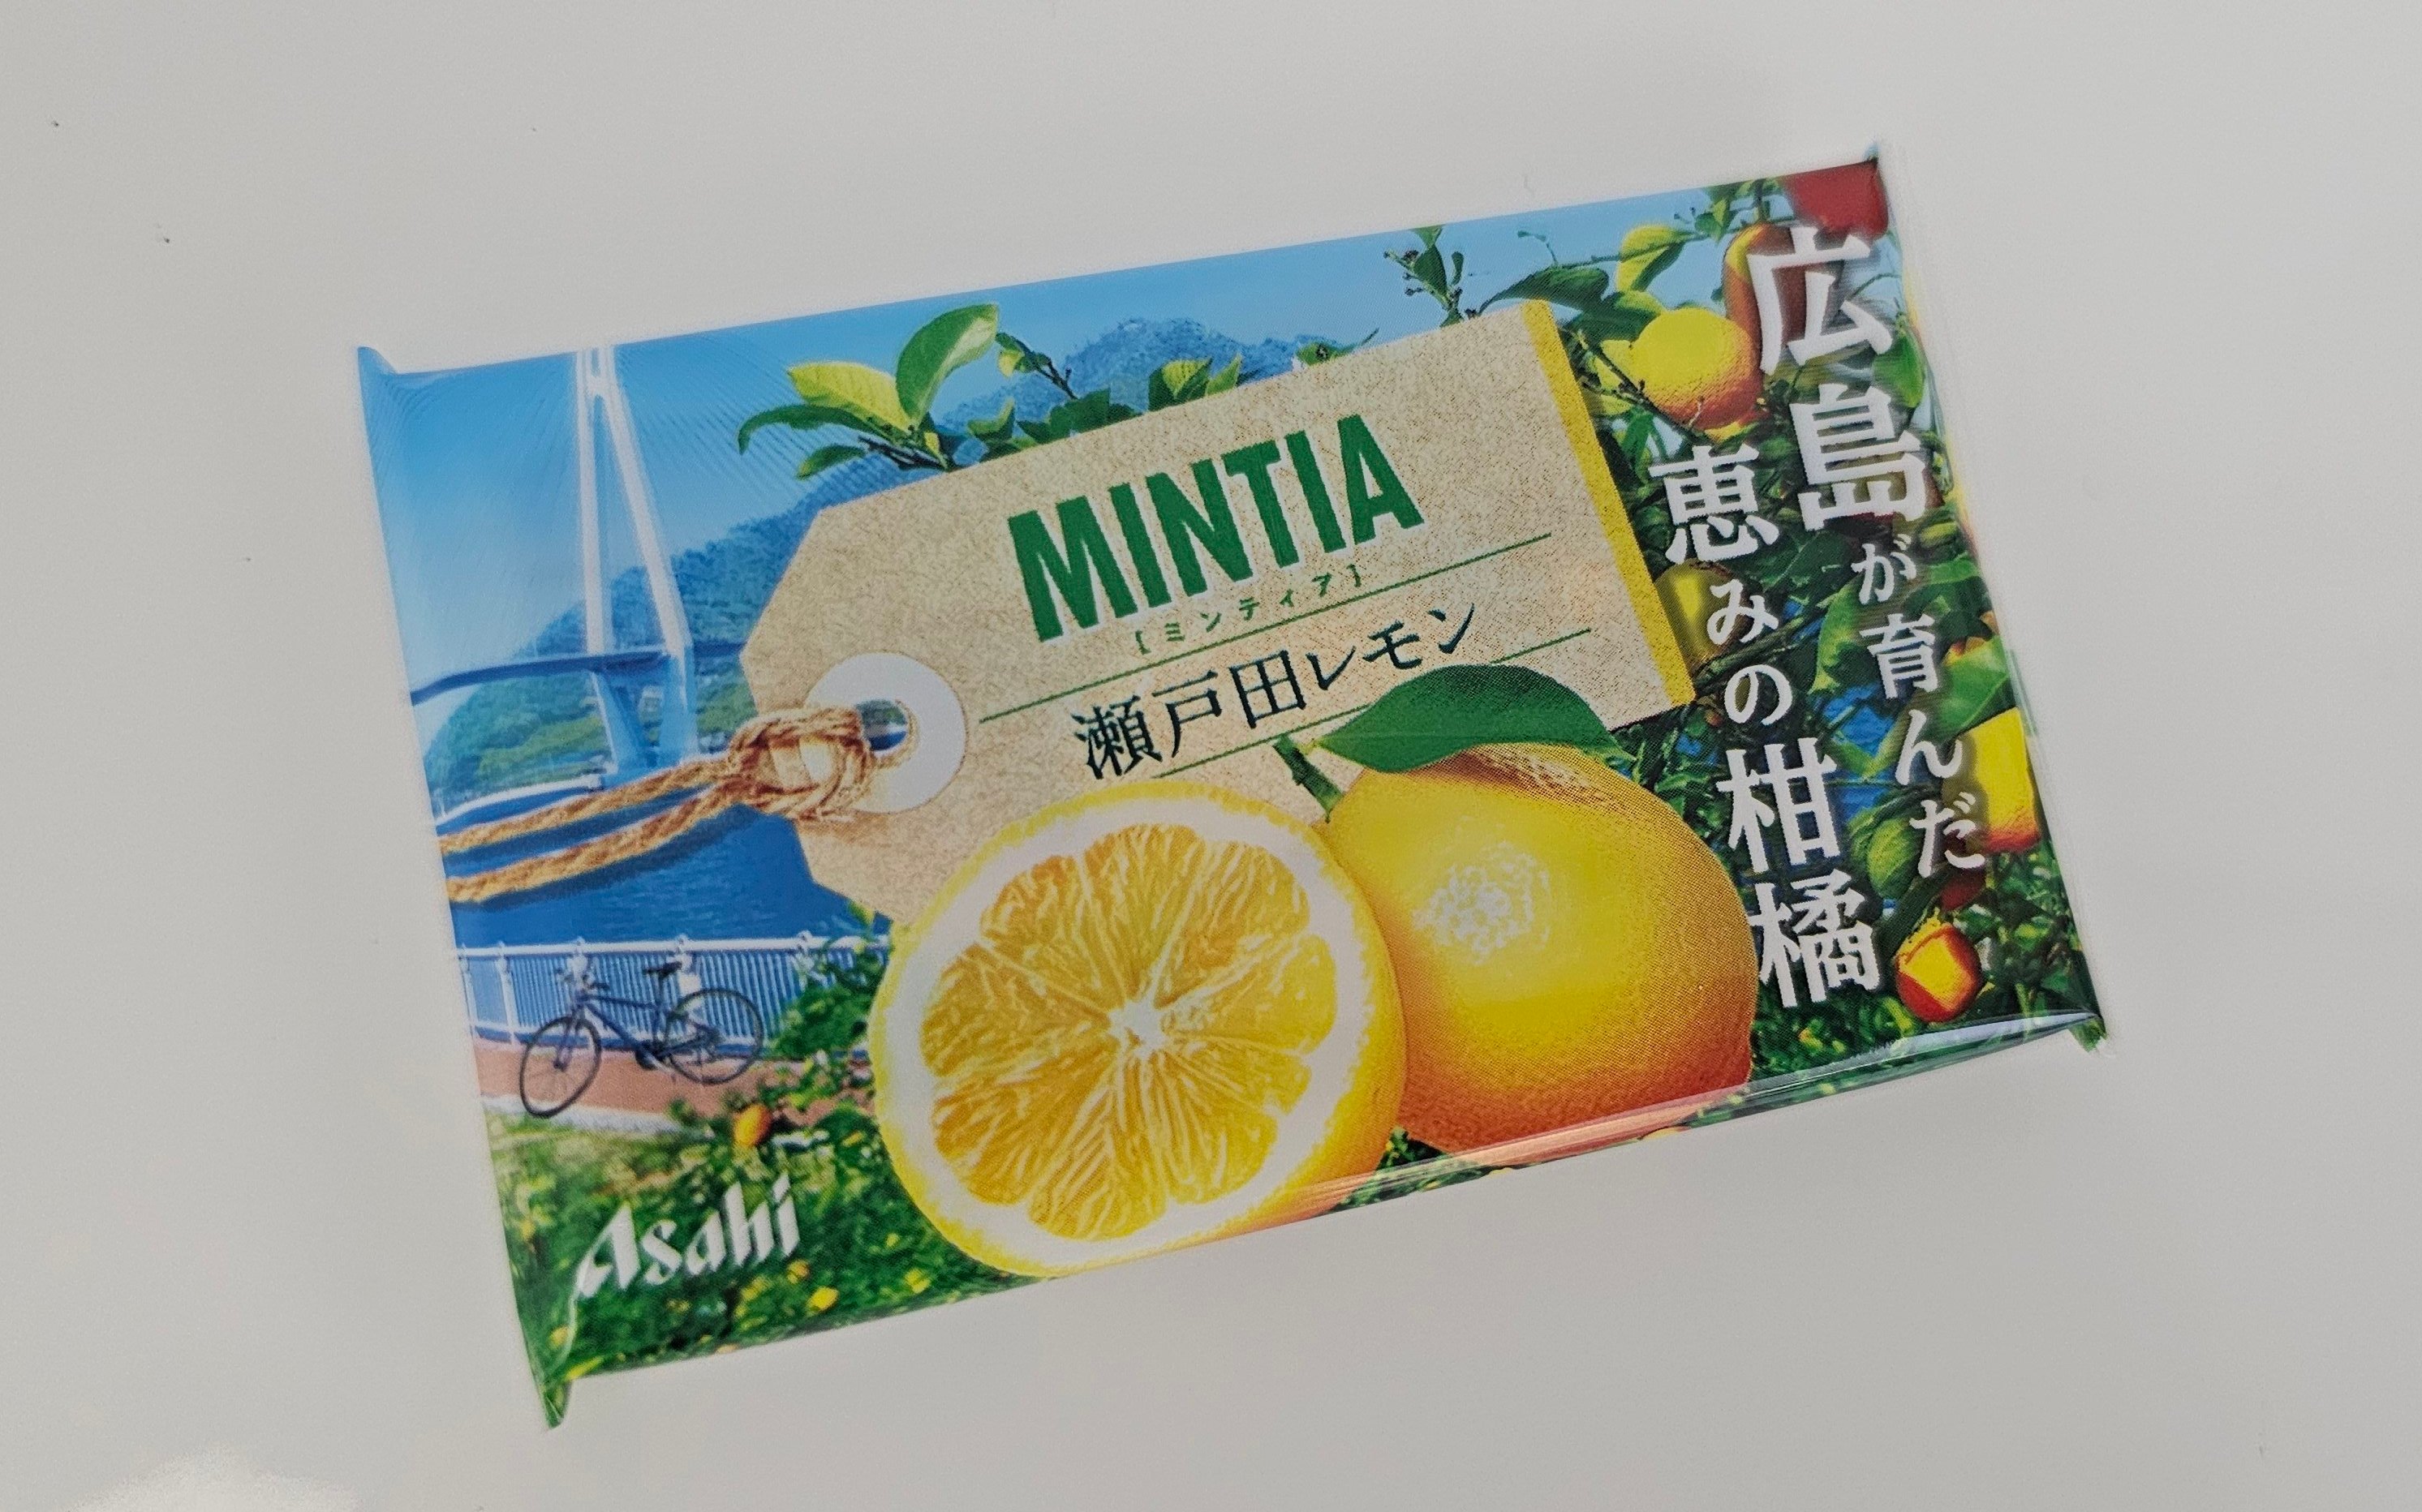 MINTIA
[ミンティア]
瀬戸田レモン
広島が育んだ
恵みの柑橘
Asahi